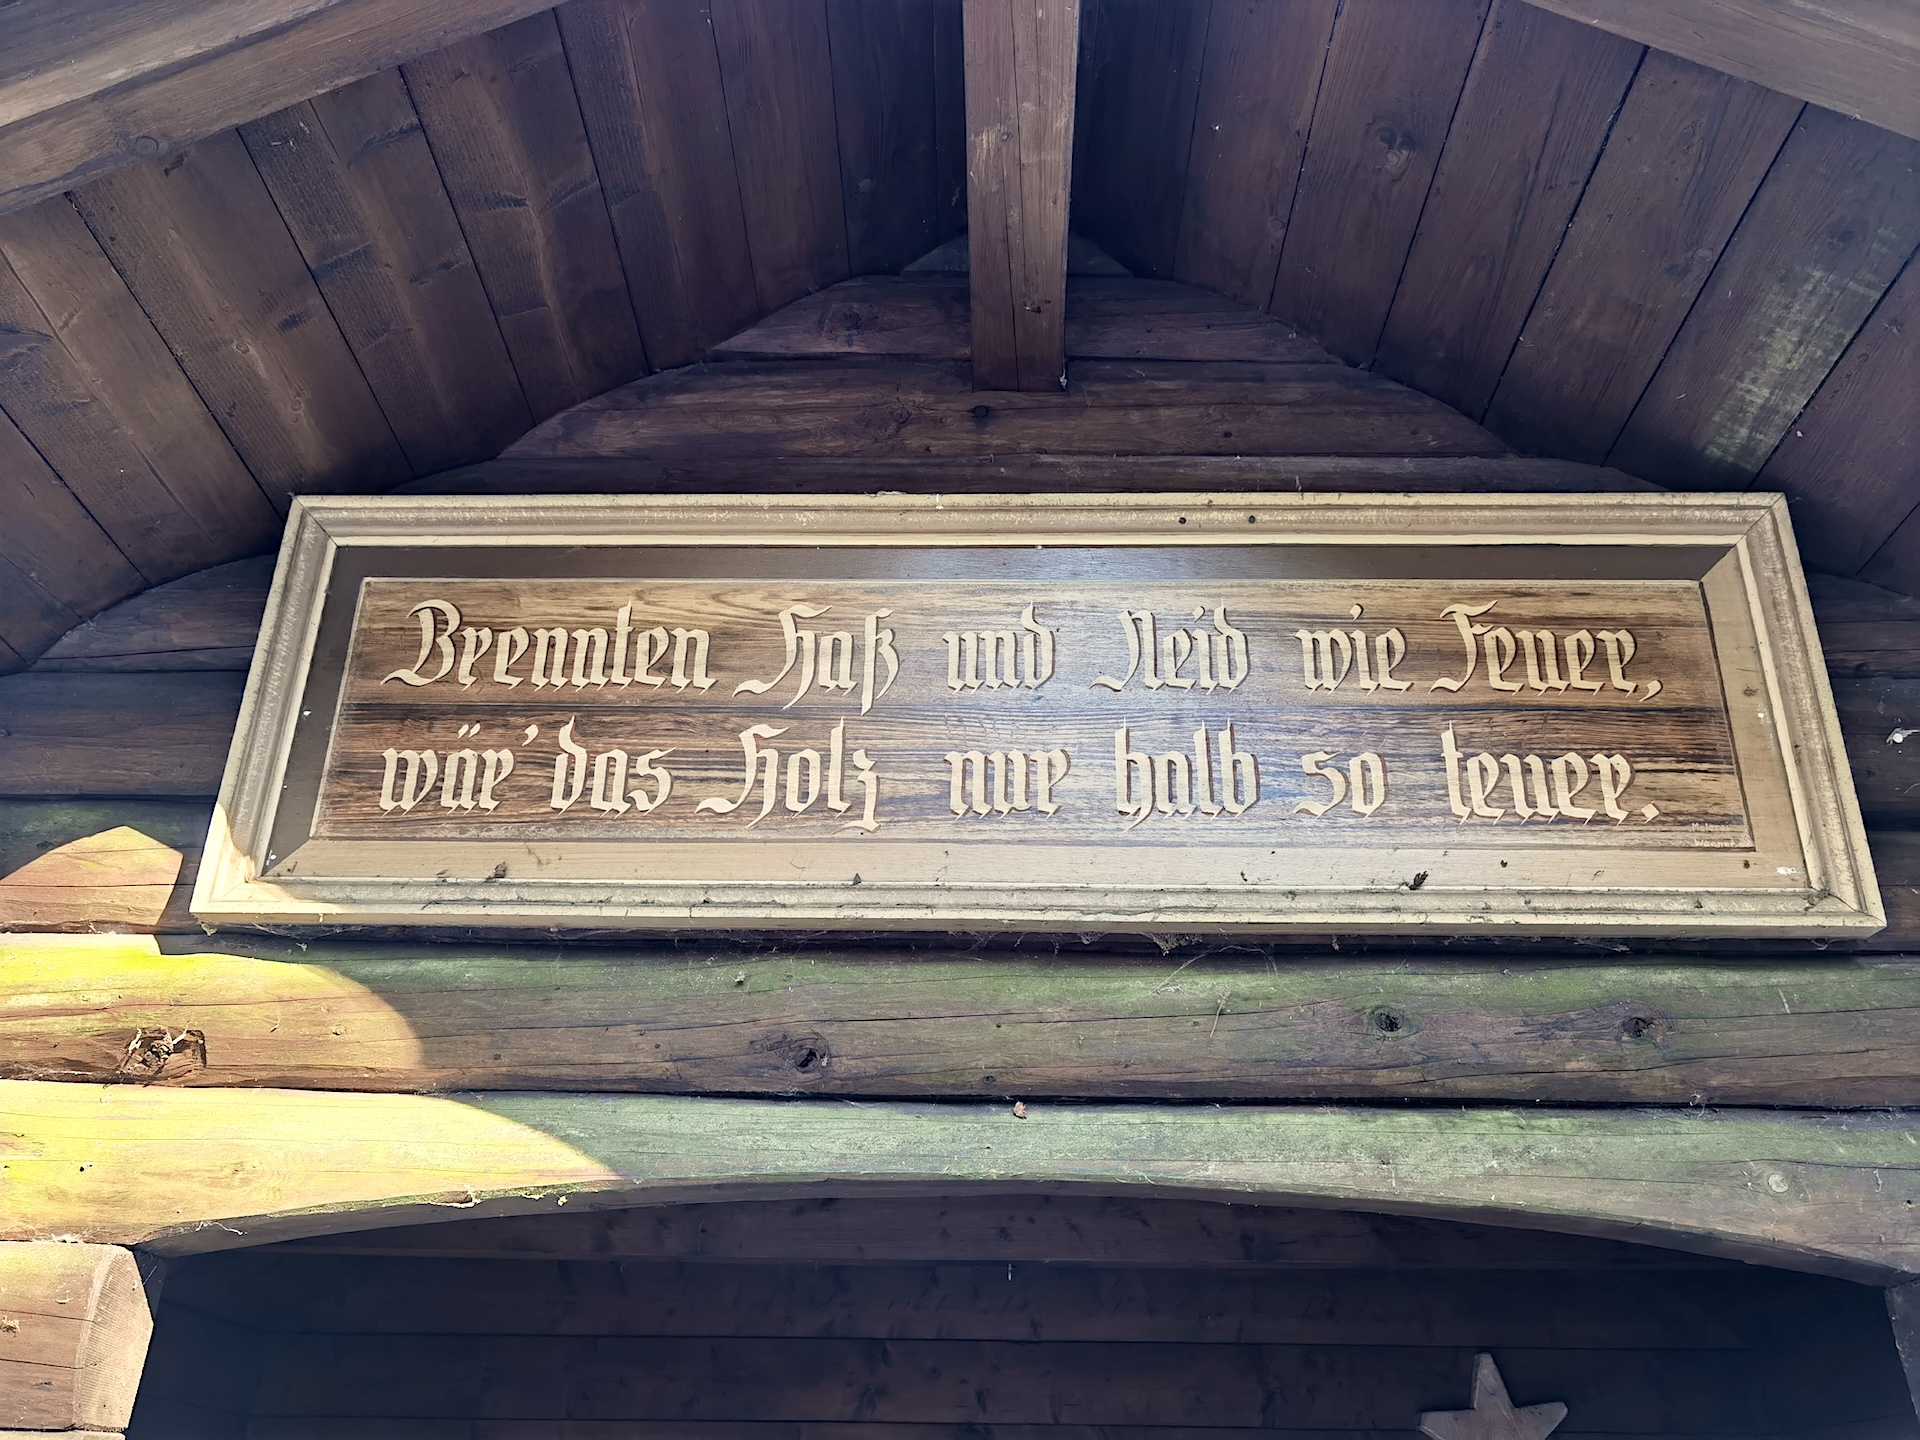 Brennten Haß und Neid wie Feuer,
wär' das Holz nur halb so teuer.